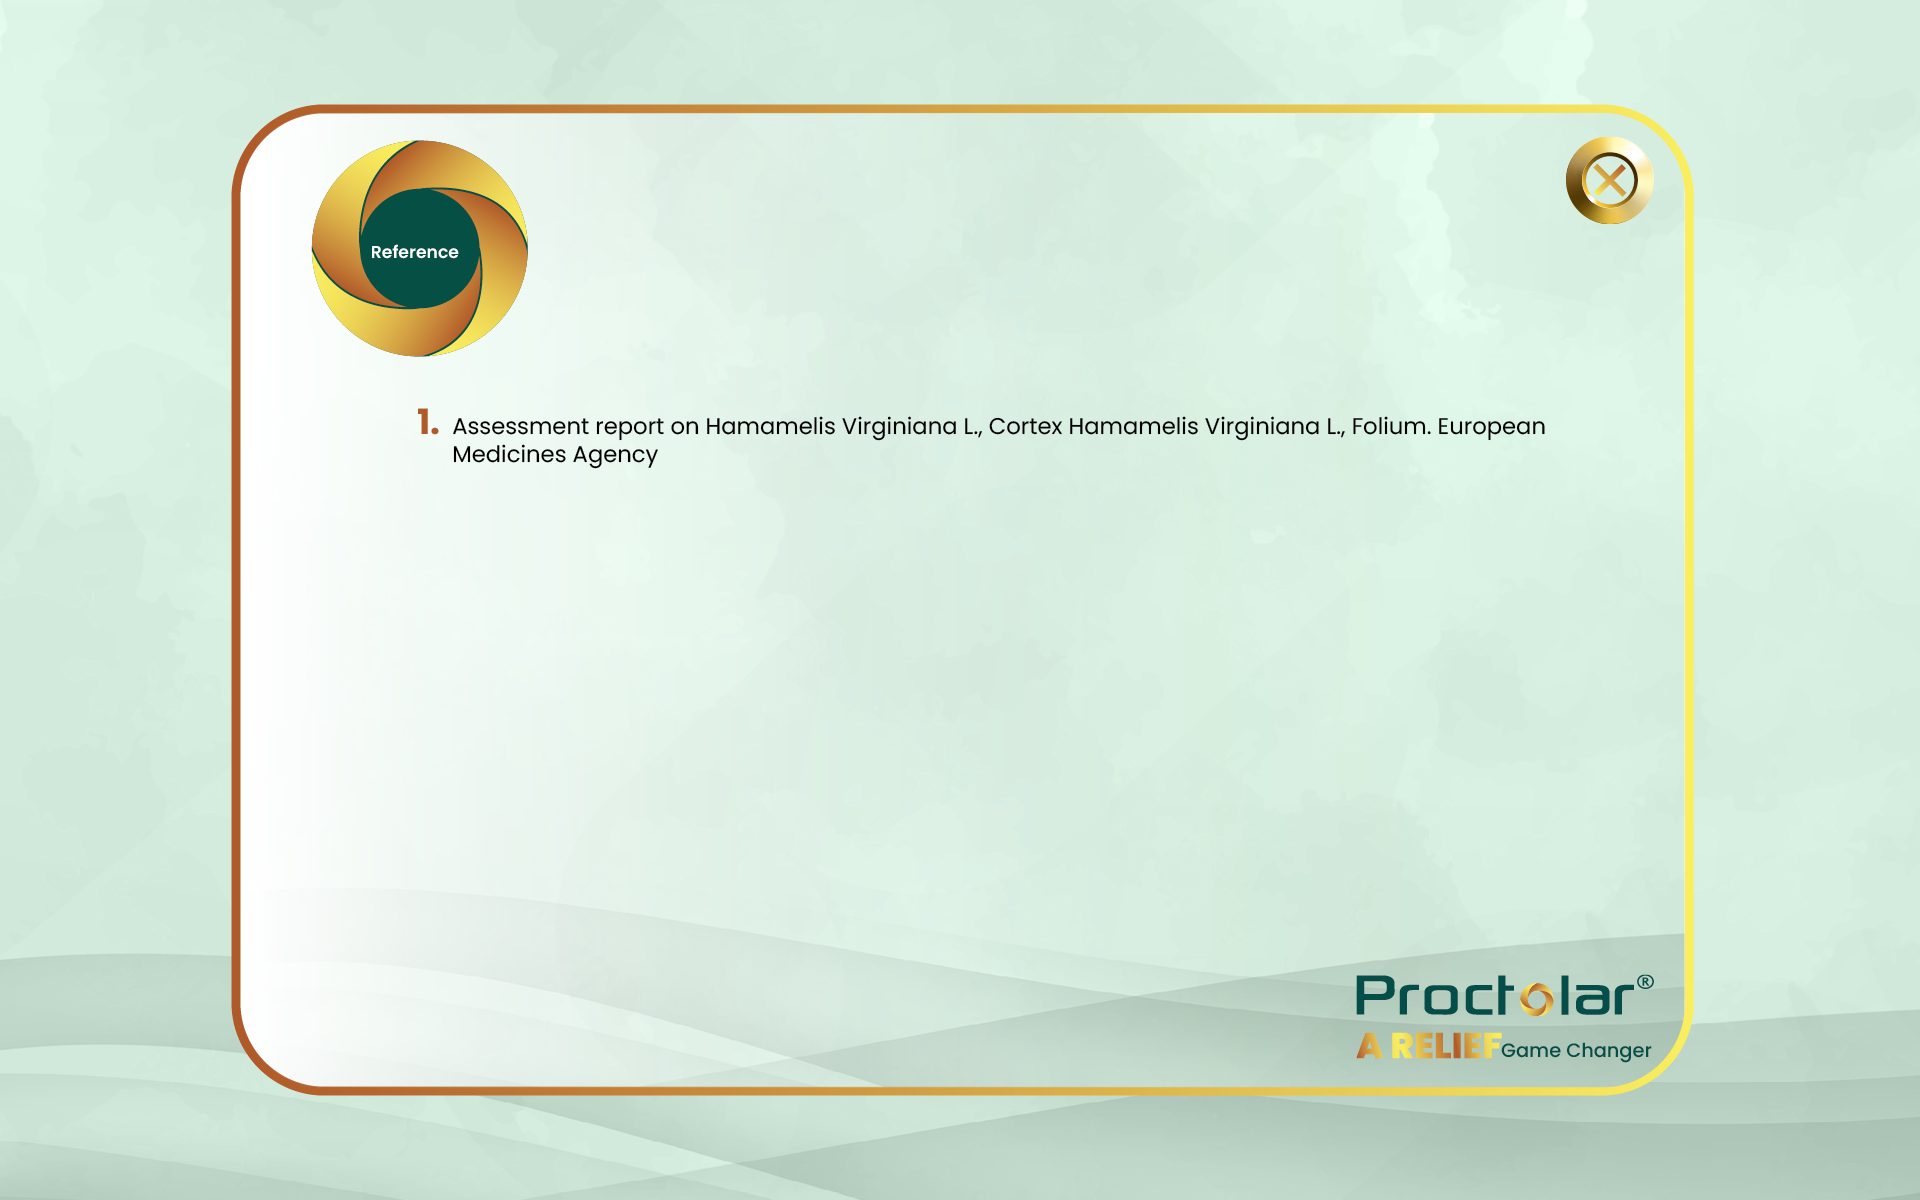 Reference
1. Assessment report on Hamamelis Virginiana L., Cortex Hamamelis Virginiana L., Folium. European
Medicines Agency
Proctolar®
A RELIEF Game Changer